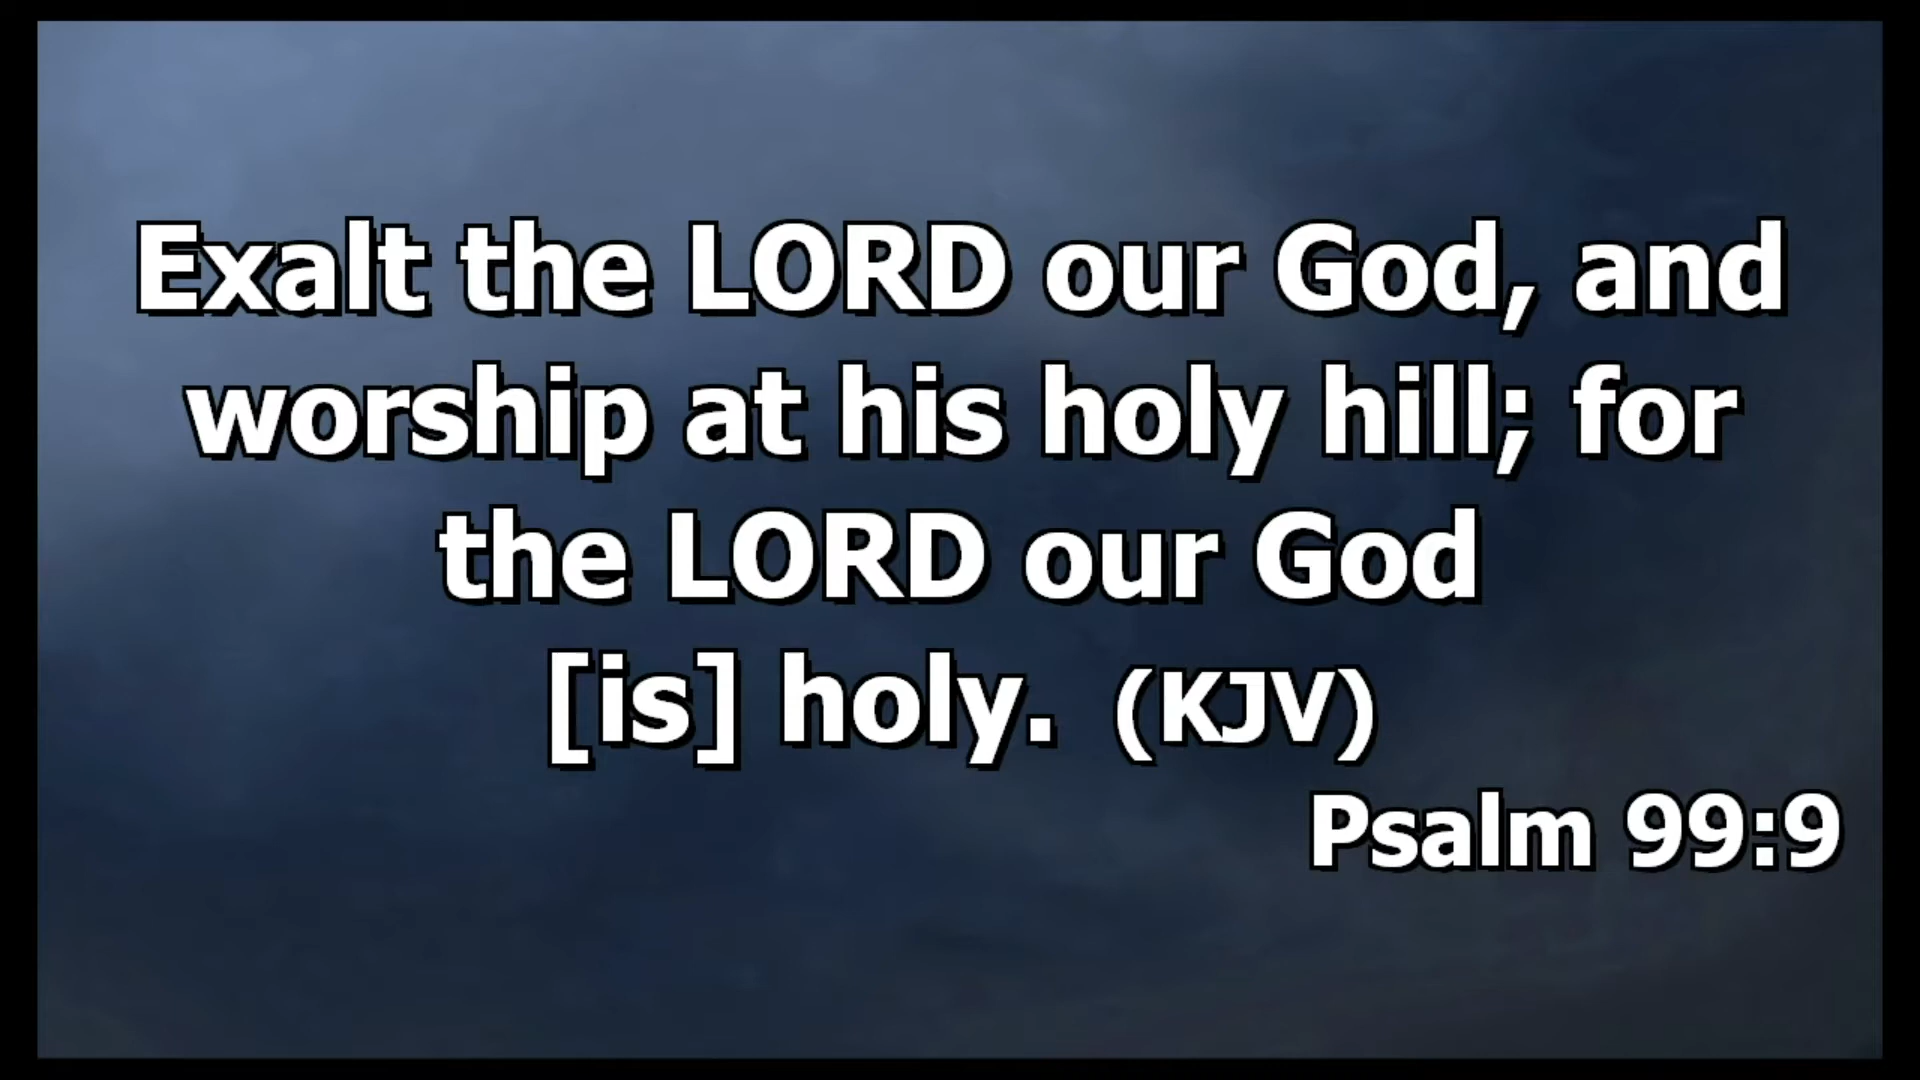 Exalt the LORD our God, and
worship at his holy hill; for
the LORD our God
[is] holy. (KJV)
Psalm 99:9